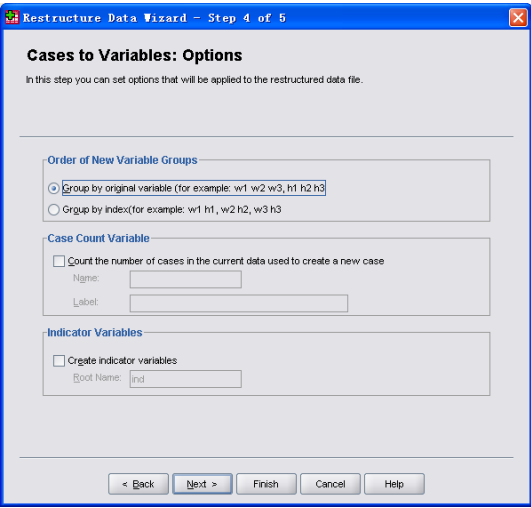 Restructure Data Wizard - Step 4 of 5
Cases to Variables: Options
In this step you can set options that will be applied to the restructured data file.
Order of New Variable Groups
Group by original variable (for example: w1 w2 w3, h1 h2 h3
Group by index(for example: w1 h1, w2 h2, w3 h3
Case Count Variable
Count the number of cases in the current data used to create a new case
Name:
Label:
Indicator Variables
Create indicator variables
Root Name: ind
< Back Next > Finish Cancel Help